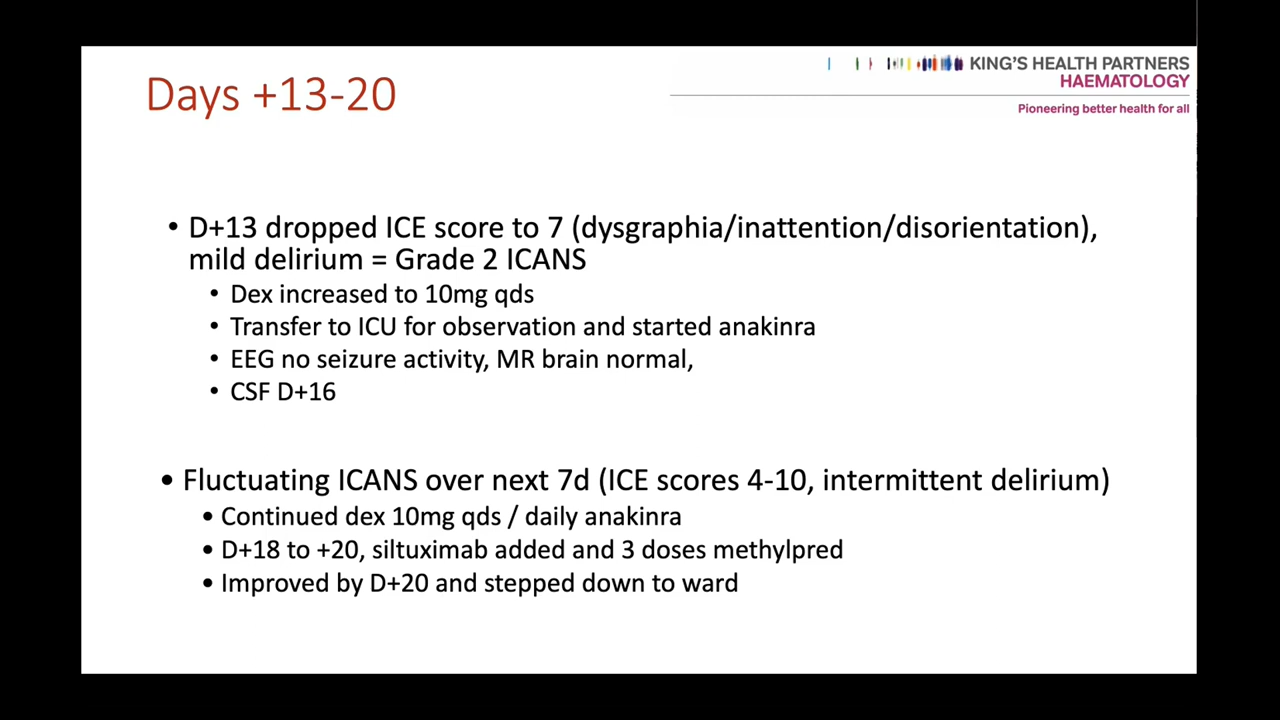 Days +13-20
KING'S HEALTH PARTNERS
HAEMATOLOGY
Pioneering better health for all
• D+13 dropped ICE score to 7 (dysgraphia/inattention/disorientation),
mild delirium = Grade 2 ICANS
• Dex increased to 10mg qds
• Transfer to ICU for observation and started anakinra
• EEG no seizure activity, MR brain normal,
• CSF D+16
• Fluctuating ICANS over next 7d (ICE scores 4-10, intermittent delirium)
• Continued dex 10mg qds / daily anakinra
• D+18 to +20, siltuximab added and 3 doses methylpred
• Improved by D+20 and stepped down to ward